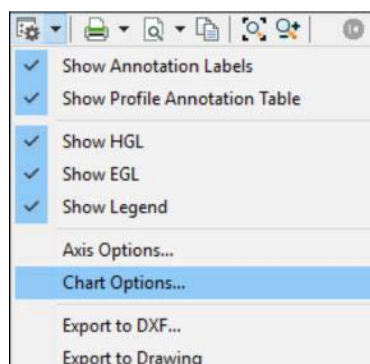 Show Annotation Labels
Show Profile Annotation Table
Show HGL
Show EGL
Show Legend
Axis Options...
Chart Options...
Export to DXF...
Export to Drawing